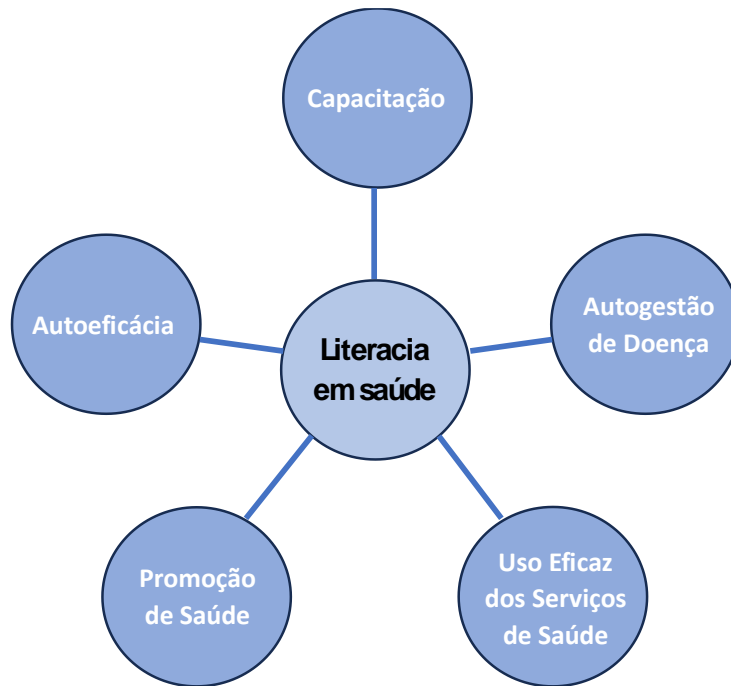 Capacitação
Autoeficácia
Literacia
em saúde
Autogestão
de Doença
Promoção
de Saúde
Uso Eficaz
dos Serviços
de Saúde